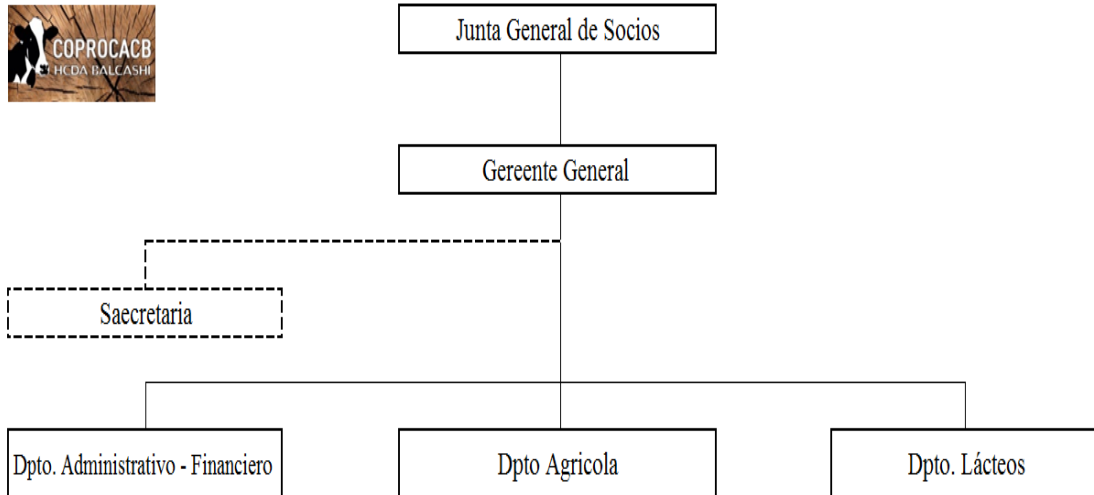 COPROCACB
HCDA BALCASHI
Junta General de Socios
Gereente General
Saecretaria
Dpto. Administrativo - Financiero
Dpto Agricola
Dpto. Lácteos